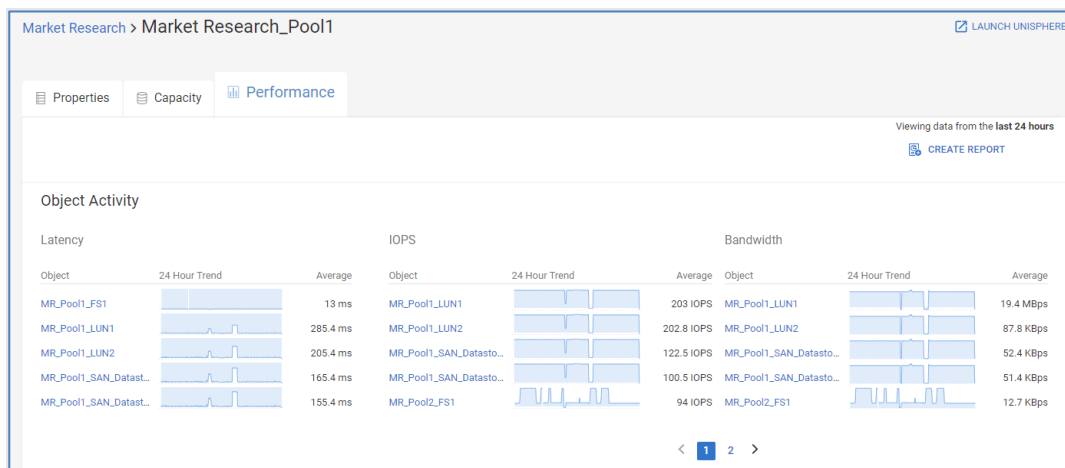 Market Research > Market Research_Pool1
LAUNCH UNISPHERE
Properties
Capacity
Performance
Viewing data from the last 24 hours
CREATE REPORT
Object Activity
Latency
Object 24 Hour Trend Average
MR_Pool1_FS1 13 ms
MR_Pool1_LUN1 285.4 ms
MR_Pool1_LUN2 205.4 ms
MR_Pool1_SAN_Datast... 165.4 ms
MR_Pool1_SAN_Datast... 155.4 ms
IOPS
Object 24 Hour Trend Average
MR_Pool1_LUN1 203 IOPS
MR_Pool1_LUN2 202.8 IOPS
MR_Pool1_SAN_Datasto... 122.5 IOPS
MR_Pool1_SAN_Datasto... 100.5 IOPS
MR_Pool2_FS1 94 IOPS
Bandwidth
Object 24 Hour Trend Average
MR_Pool1_LUN1 19.4 MBps
MR_Pool1_LUN2 87.8 KBps
MR_Pool1_SAN_Datasto... 52.4 KBps
MR_Pool1_SAN_Datasto... 51.4 KBps
MR_Pool2_FS1 12.7 KBps
< 1 2 >